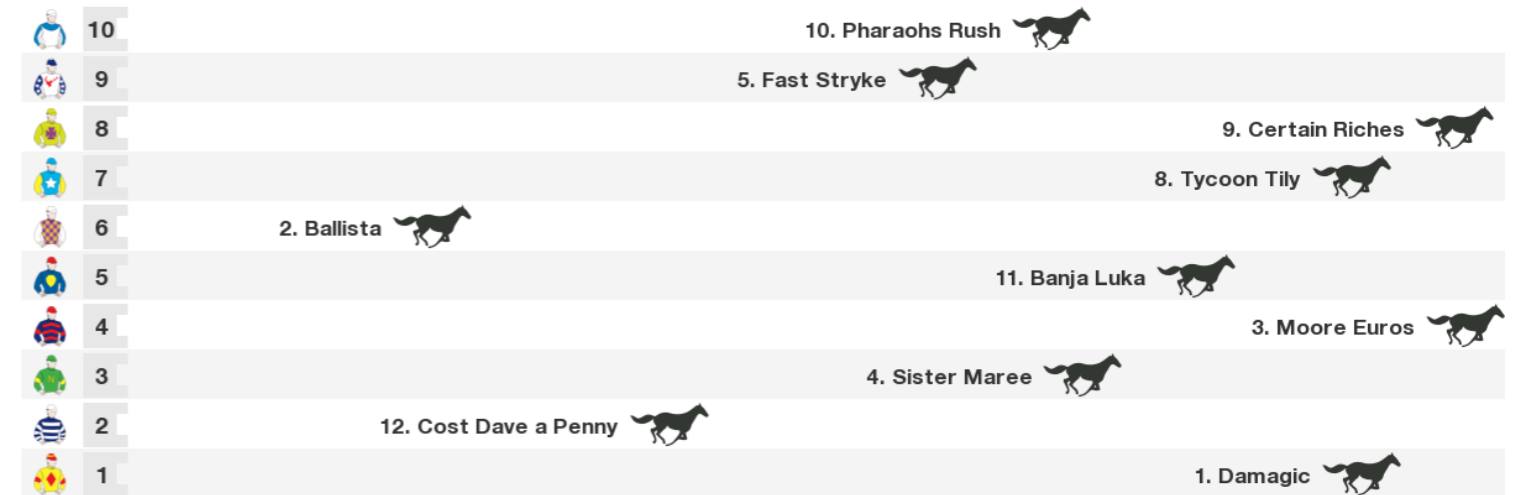 10 10. Pharaohs Rush
9 5. Fast Stryke
8 9. Certain Riches
7 8. Tycoon Tily
6 2. Ballista
5 11. Banja Luka
4 3. Moore Euros
3 4. Sister Maree
2 12. Cost Dave a Penny
1 1. Damagic